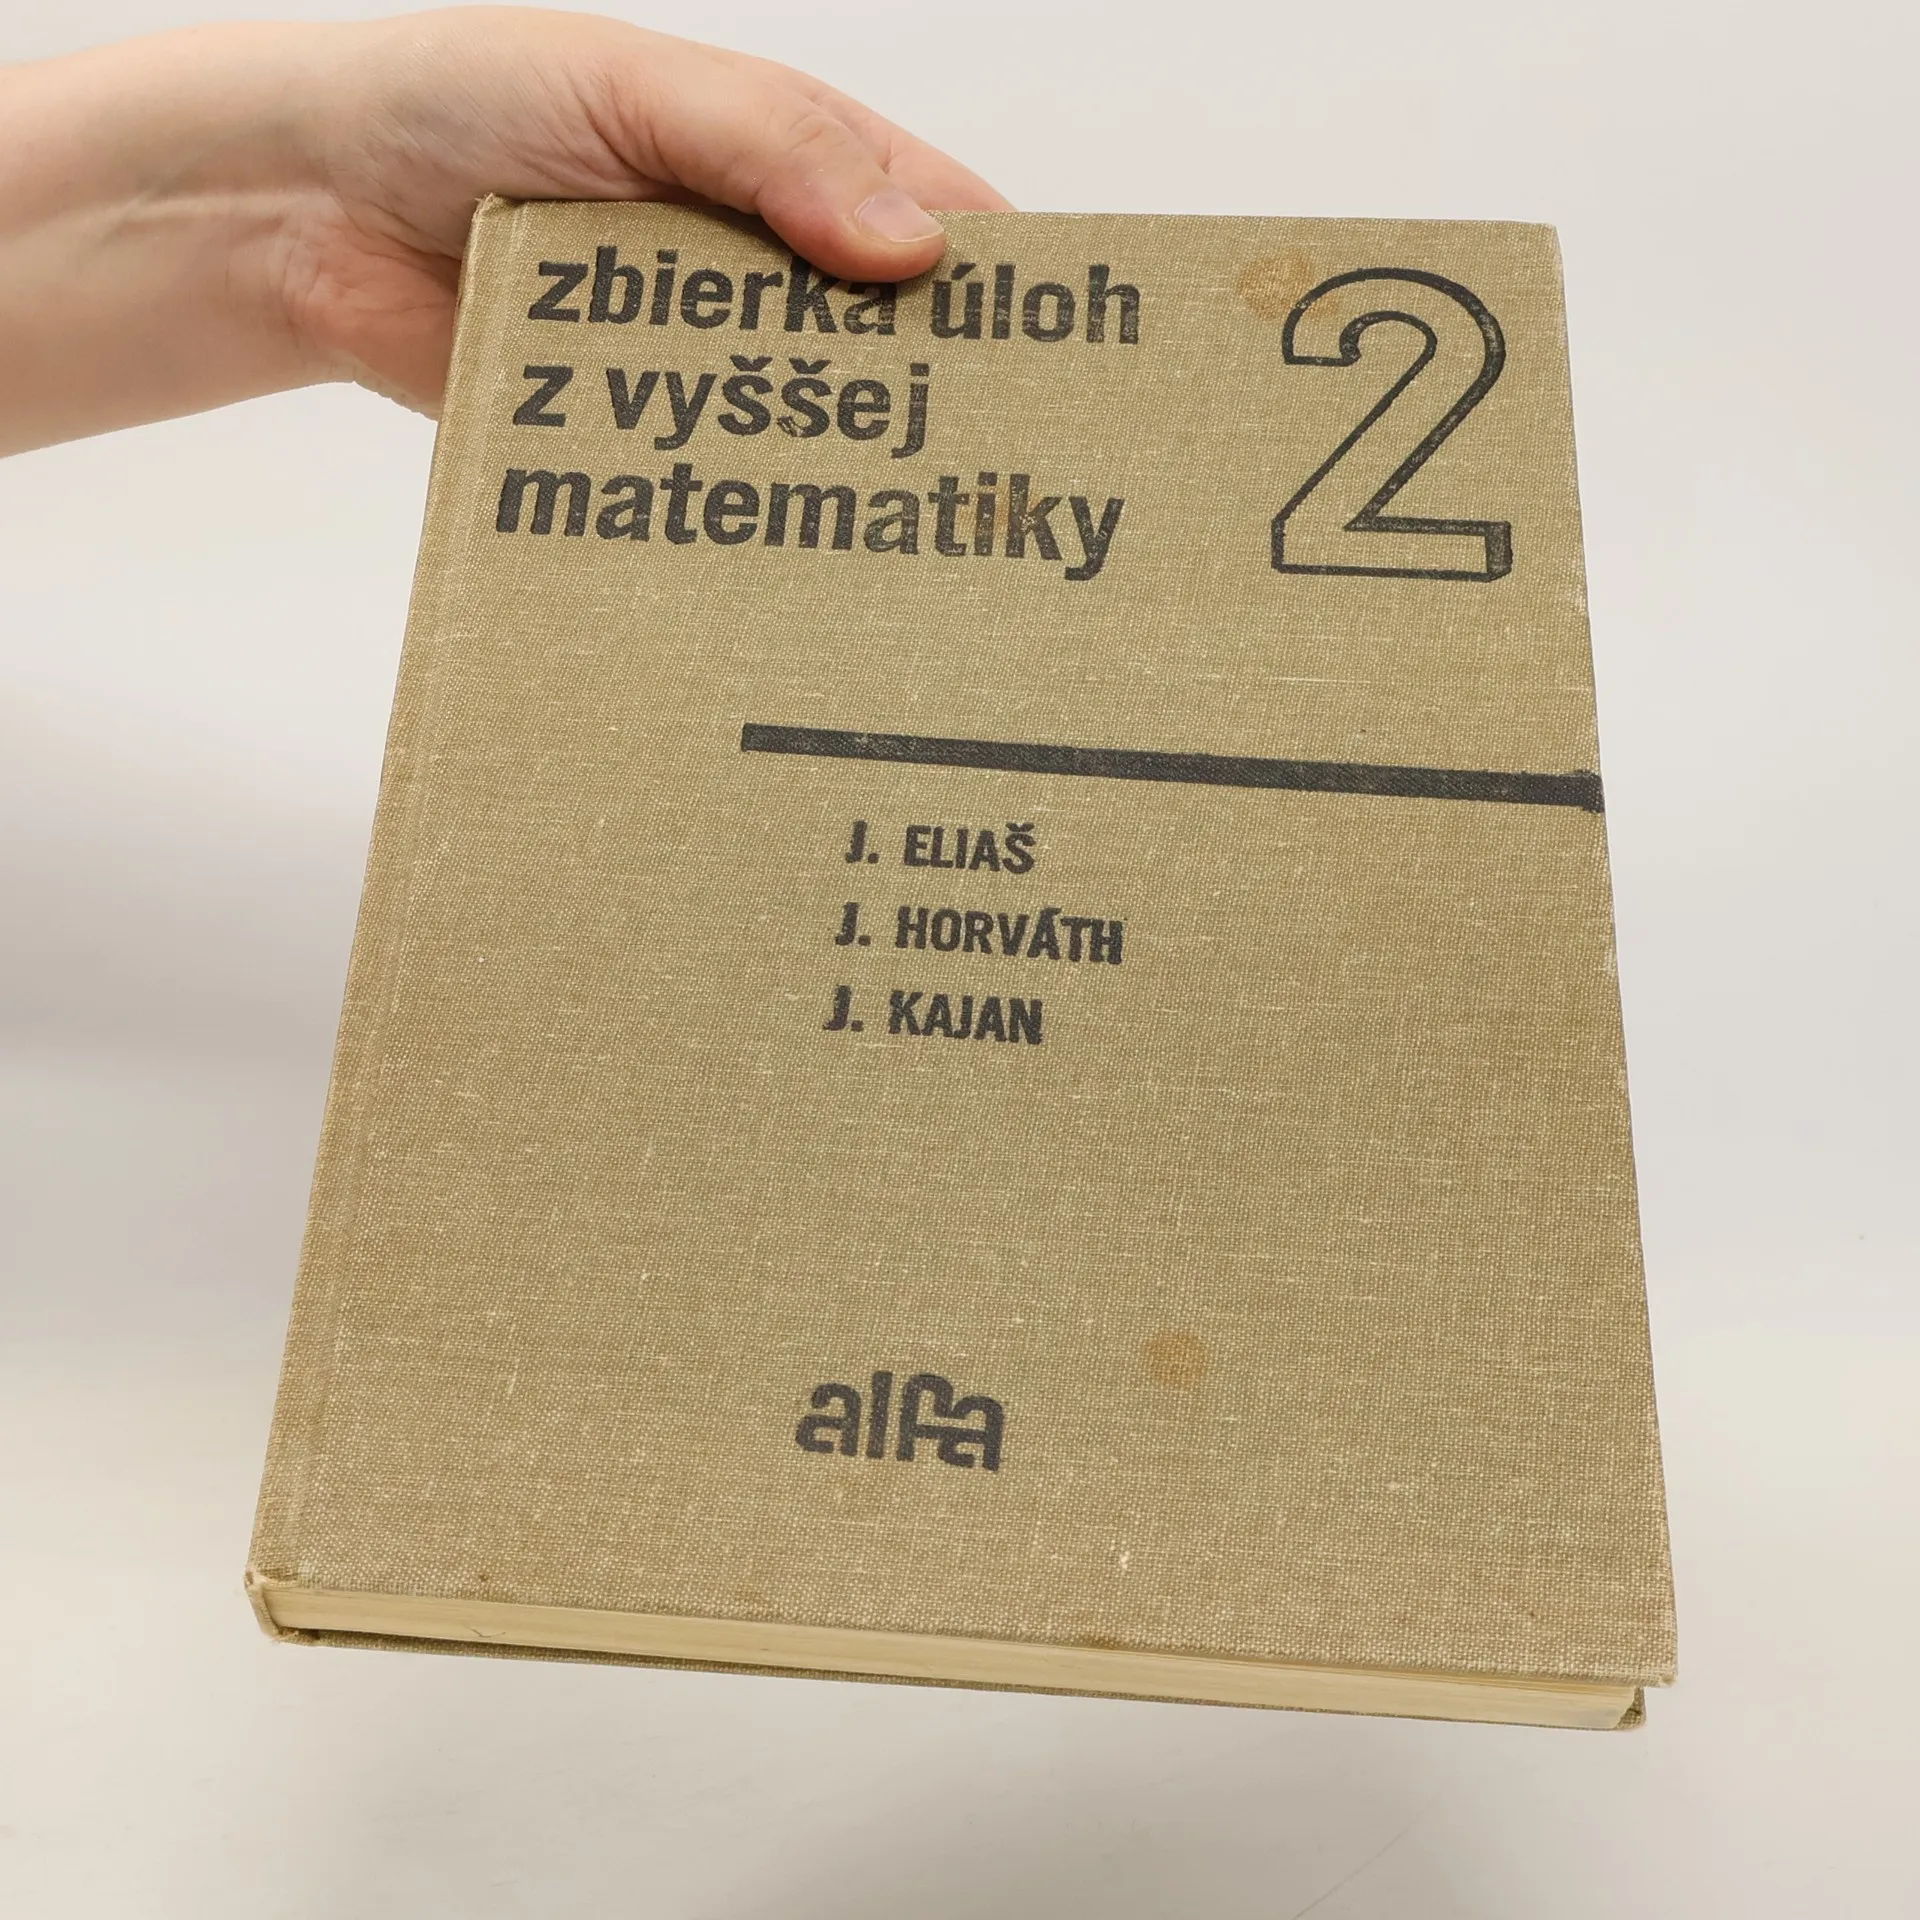 zbierka úloh
z vyššej
matematiky
2
J. ELIAŠ
J. HORVÁTH
J. KAJAN
alfa